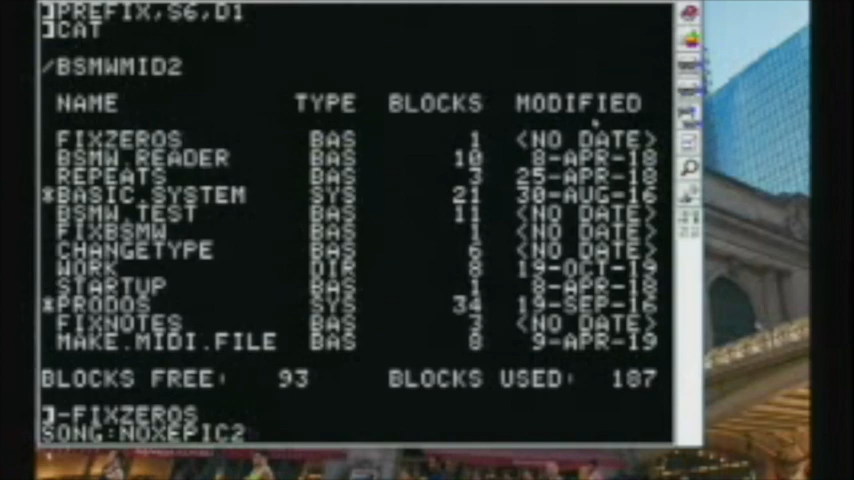 ]PREFIX,S6,D1
]CAT
/BSMWMID2
NAME TYPE BLOCKS MODIFIED
FIXZEROS BAS 1 <NO DATE>
BSMW.READER BAS 10 8-APR-18
REPEATS BAS 3 25-APR-18
*BASIC.SYSTEM SYS 21 30-AUG-16
BSMW.TEST BAS 11 <NO DATE>
FIXBSMW BAS 1 <NO DATE>
CHANGETYPE BAS 6 <NO DATE>
WORK DIR 8 19-OCT-19
STARTUP BAS 1 8-APR-18
*PRODOS SYS 34 19-SEP-16
FIXNOTES BAS 3 <NO DATE>
MAKE.MIDI.FILE BAS 8 9-APR-19
BLOCKS FREE: 93 BLOCKS USED: 187
]-FIXZEROS
SONG:NOXEPIC2